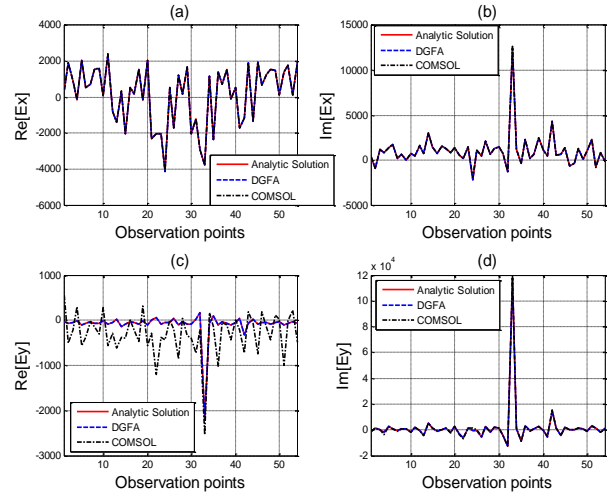 (a)
4000
2000
0
-2000
-4000
-6000
Re[Ex]
Analytic Solution
DGFA
COMSOL
10 20 30 40 50
Observation points
(b)
15000
10000
5000
0
-5000
Im[Ex]
Analytic Solution
DGFA
COMSOL
10 20 30 40 50
Observation points
(c)
1000
0
-1000
-2000
-3000
Re[Ey]
Analytic Solution
DGFA
COMSOL
10 20 30 40 50
Observation points
(d)
x 10^4
12
10
8
6
4
2
0
-2
Im[Ey]
Analytic Solution
DGFA
COMSOL
10 20 30 40 50
Observation points